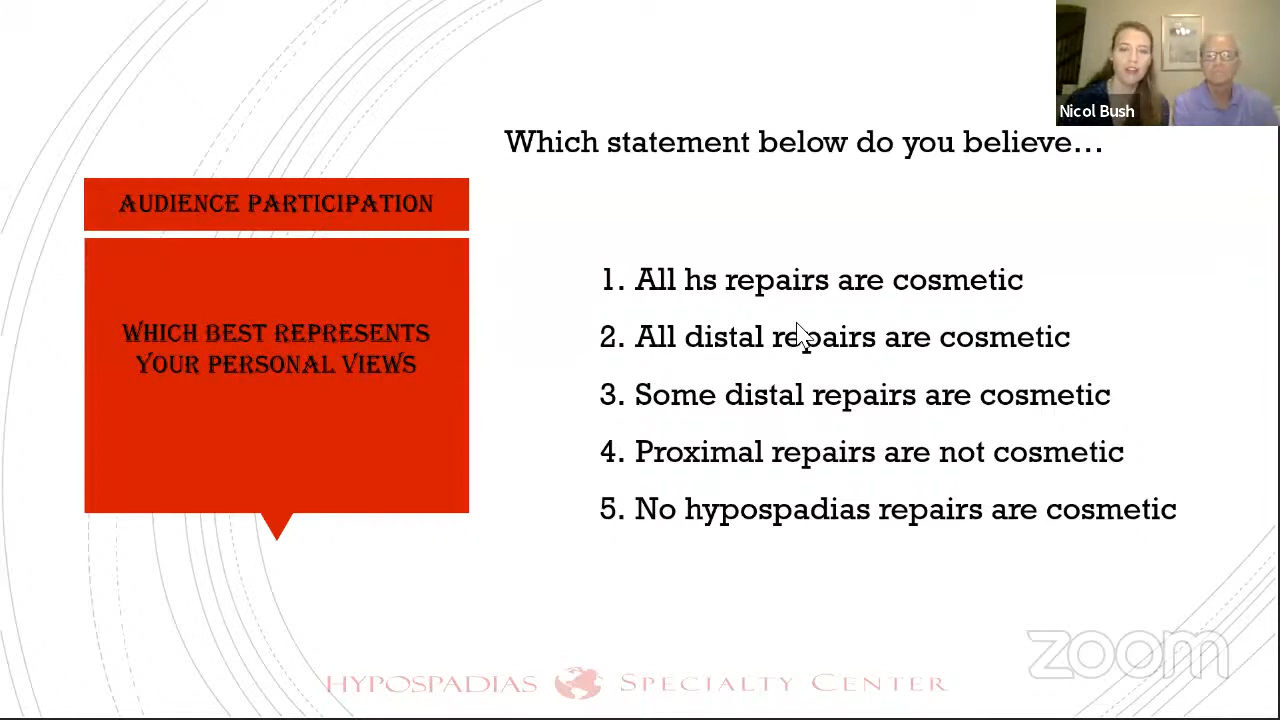 Nicol Bush
Which statement below do you believe...
AUDIENCE PARTICIPATION
WHICH BEST REPRESENTS
YOUR PERSONAL VIEWS
1. All hs repairs are cosmetic
2. All distal repairs are cosmetic
3. Some distal repairs are cosmetic
4. Proximal repairs are not cosmetic
5. No hypospadias repairs are cosmetic
zoom
HYPOSPADIAS SPECIALTY CENTER